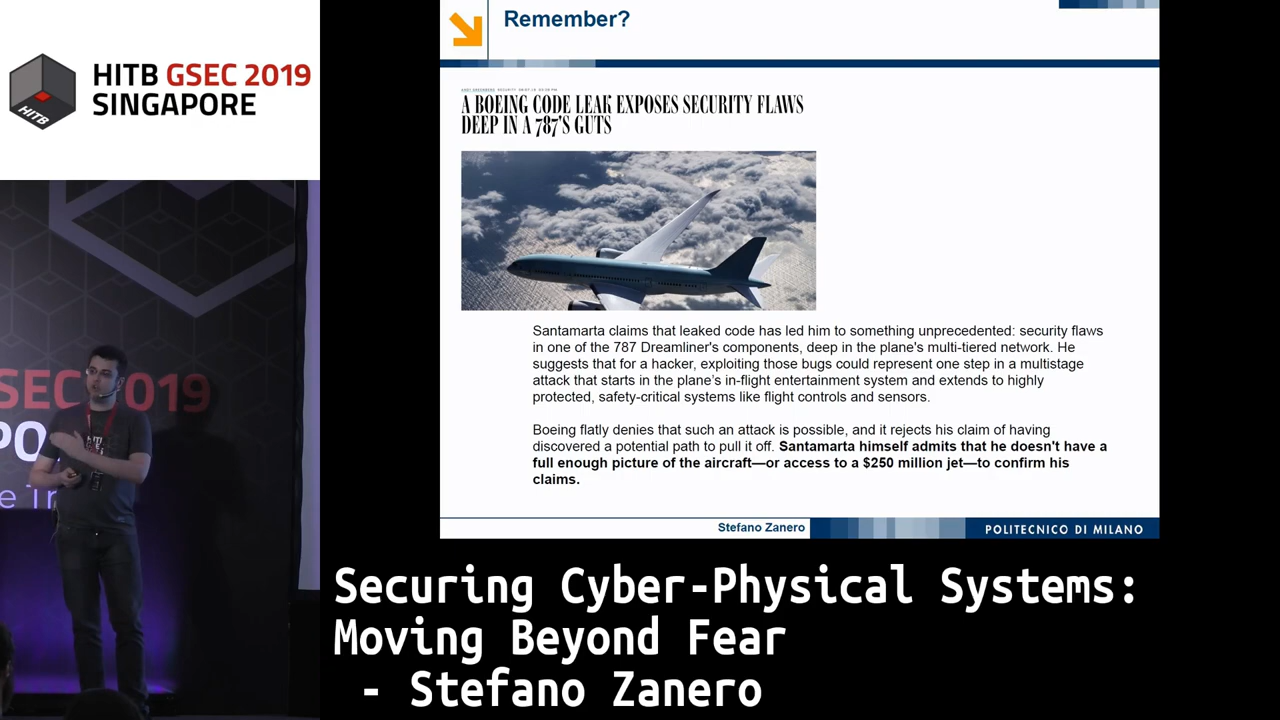 HITB GSEC 2019
SINGAPORE
HITB
SEC 2019
PO
e Tr
Remember?
A BOEING CODE LEAK EXPOSES SECURITY FLAWS
DEEP IN A 787'S GUTS
Santamarta claims that leaked code has led him to something unprecedented: security flaws
in one of the 787 Dreamliner's components, deep in the plane's multi-tiered network. He
suggests that for a hacker, exploiting those bugs could represent one step in a multistage
attack that starts in the plane's in-flight entertainment system and extends to highly
protected, safety-critical systems like flight controls and sensors.
Boeing flatly denies that such an attack is possible, and it rejects his claim of having
discovered a potential path to pull it off. Santamarta himself admits that he doesn't have a
full enough picture of the aircraft—or access to a $250 million jet—to confirm his
claims.
Stefano Zanero
POLITECNICO DI MILANO
Securing Cyber-Physical Systems:
Moving Beyond Fear
- Stefano Zanero